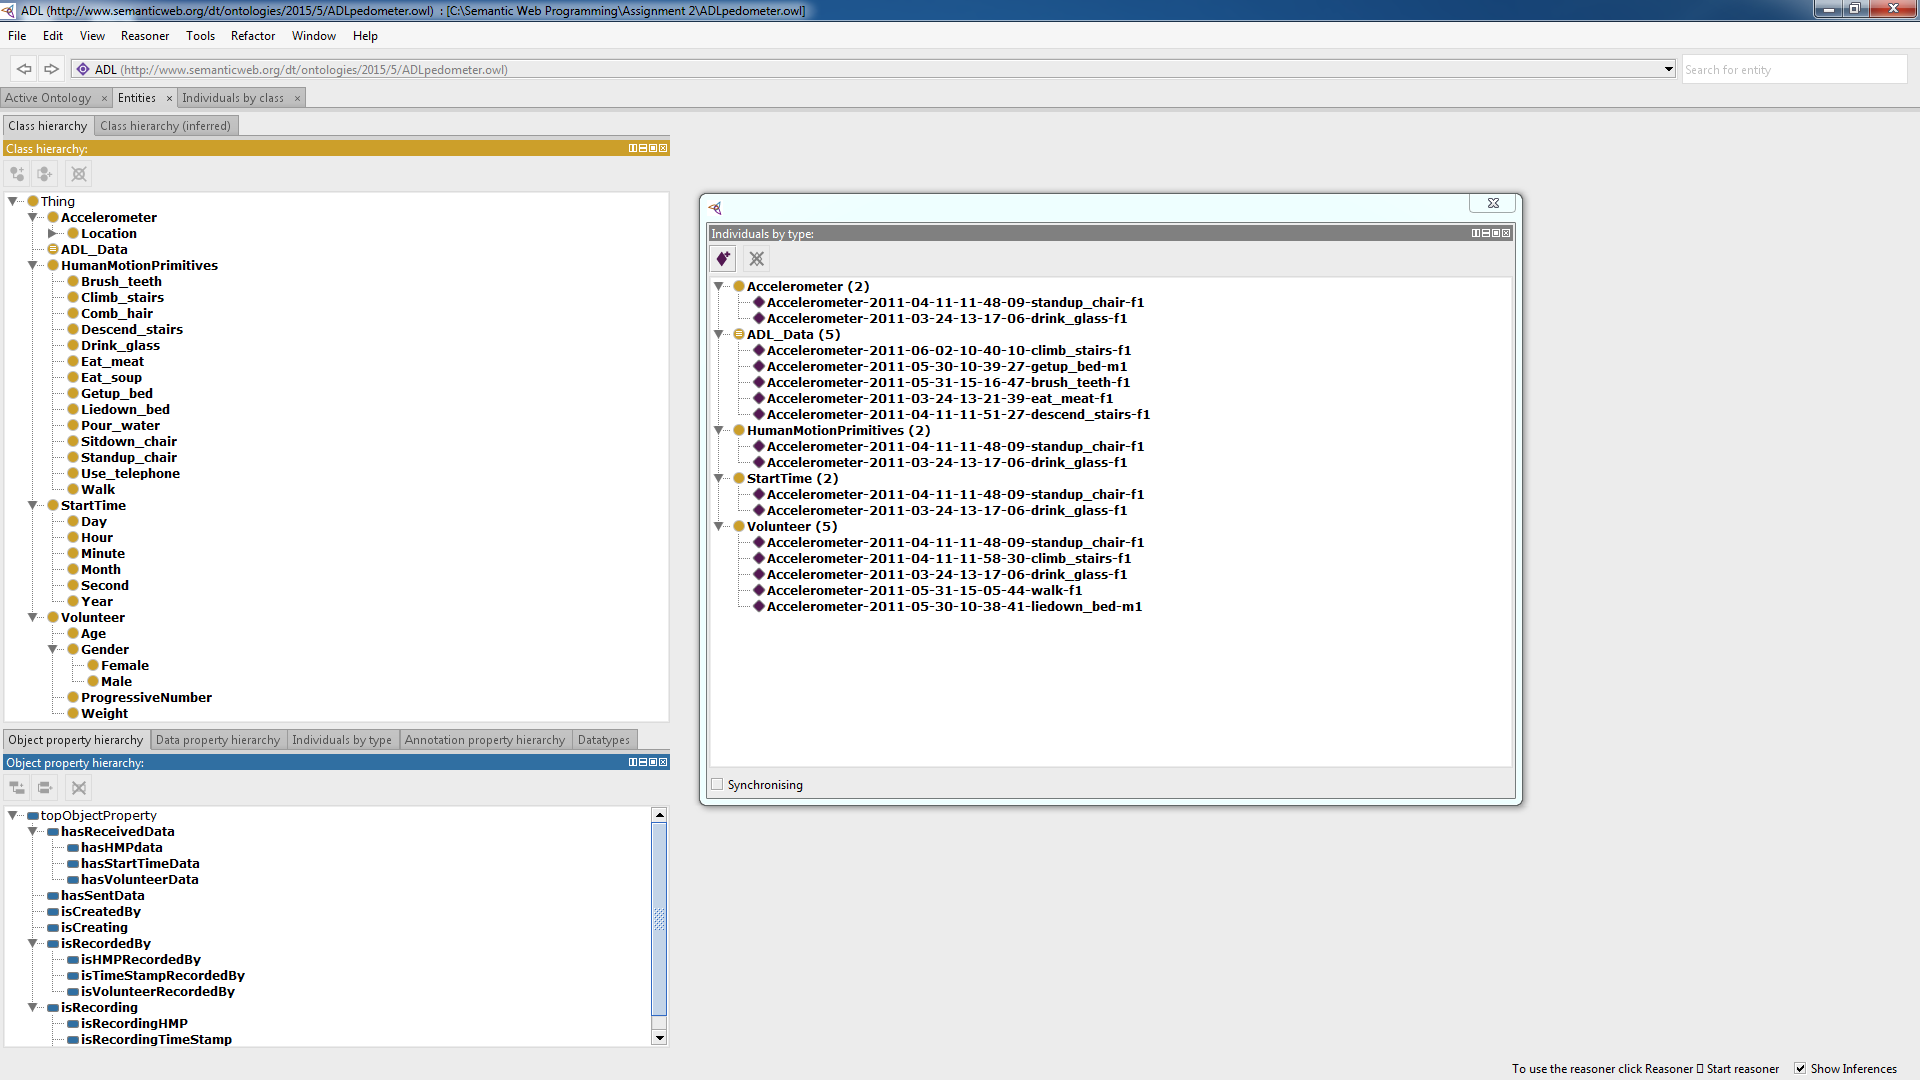 ADL (http://www.semanticweb.org/dt/ontologies/2015/5/ADLpedometer.owl) : [C:\Semantic Web Programming\Assignment 2\ADLpedometer.owl]
File Edit View Reasoner Tools Refactor Window Help
ADL (http://www.semanticweb.org/dt/ontologies/2015/5/ADLpedometer.owl)
Search for entity
Active Ontology × Entities × Individuals by class ×
Class hierarchy Class hierarchy (inferred)
Class hierarchy:
Thing
Accelerometer
Location
ADL_Data
HumanMotionPrimitives
Brush_teeth
Climb_stairs
Comb_hair
Descend_stairs
Drink_glass
Eat_meat
Eat_soup
Getup_bed
Liedown_bed
Pour_water
Sitdown_chair
Standup_chair
Use_telephone
Walk
StartTime
Day
Hour
Minute
Month
Second
Year
Volunteer
Age
Gender
Female
Male
ProgressiveNumber
Weight
Object property hierarchy Data property hierarchy Individuals by type Annotation property hierarchy Datatypes
Object property hierarchy:
topObjectProperty
hasReceivedData
hasHMPdata
hasStartTimeData
hasVolunteerData
hasSentData
isCreatedBy
isCreating
isRecordedBy
isHMPRecordedBy
isTimeStampRecordedBy
isVolunteerRecordedBy
isRecording
isRecordingHMP
isRecordingTimeStamp
Individuals by type:
Accelerometer (2)
Accelerometer-2011-04-11-11-48-09-standup_chair-f1
Accelerometer-2011-03-24-13-17-06-drink_glass-f1
ADL_Data (5)
Accelerometer-2011-06-02-10-40-10-climb_stairs-f1
Accelerometer-2011-05-30-10-39-27-getup_bed-m1
Accelerometer-2011-05-31-15-16-47-brush_teeth-f1
Accelerometer-2011-03-24-13-21-39-eat_meat-f1
Accelerometer-2011-04-11-11-51-27-descend_stairs-f1
HumanMotionPrimitives (2)
Accelerometer-2011-04-11-11-48-09-standup_chair-f1
Accelerometer-2011-03-24-13-17-06-drink_glass-f1
StartTime (2)
Accelerometer-2011-04-11-11-48-09-standup_chair-f1
Accelerometer-2011-03-24-13-17-06-drink_glass-f1
Volunteer (5)
Accelerometer-2011-04-11-11-48-09-standup_chair-f1
Accelerometer-2011-04-11-11-58-30-climb_stairs-f1
Accelerometer-2011-03-24-13-17-06-drink_glass-f1
Accelerometer-2011-05-31-15-05-44-walk-f1
Accelerometer-2011-05-30-10-38-41-liedown_bed-m1
Synchronising
To use the reasoner click Reasoner ▯ Start reasoner Show Inferences